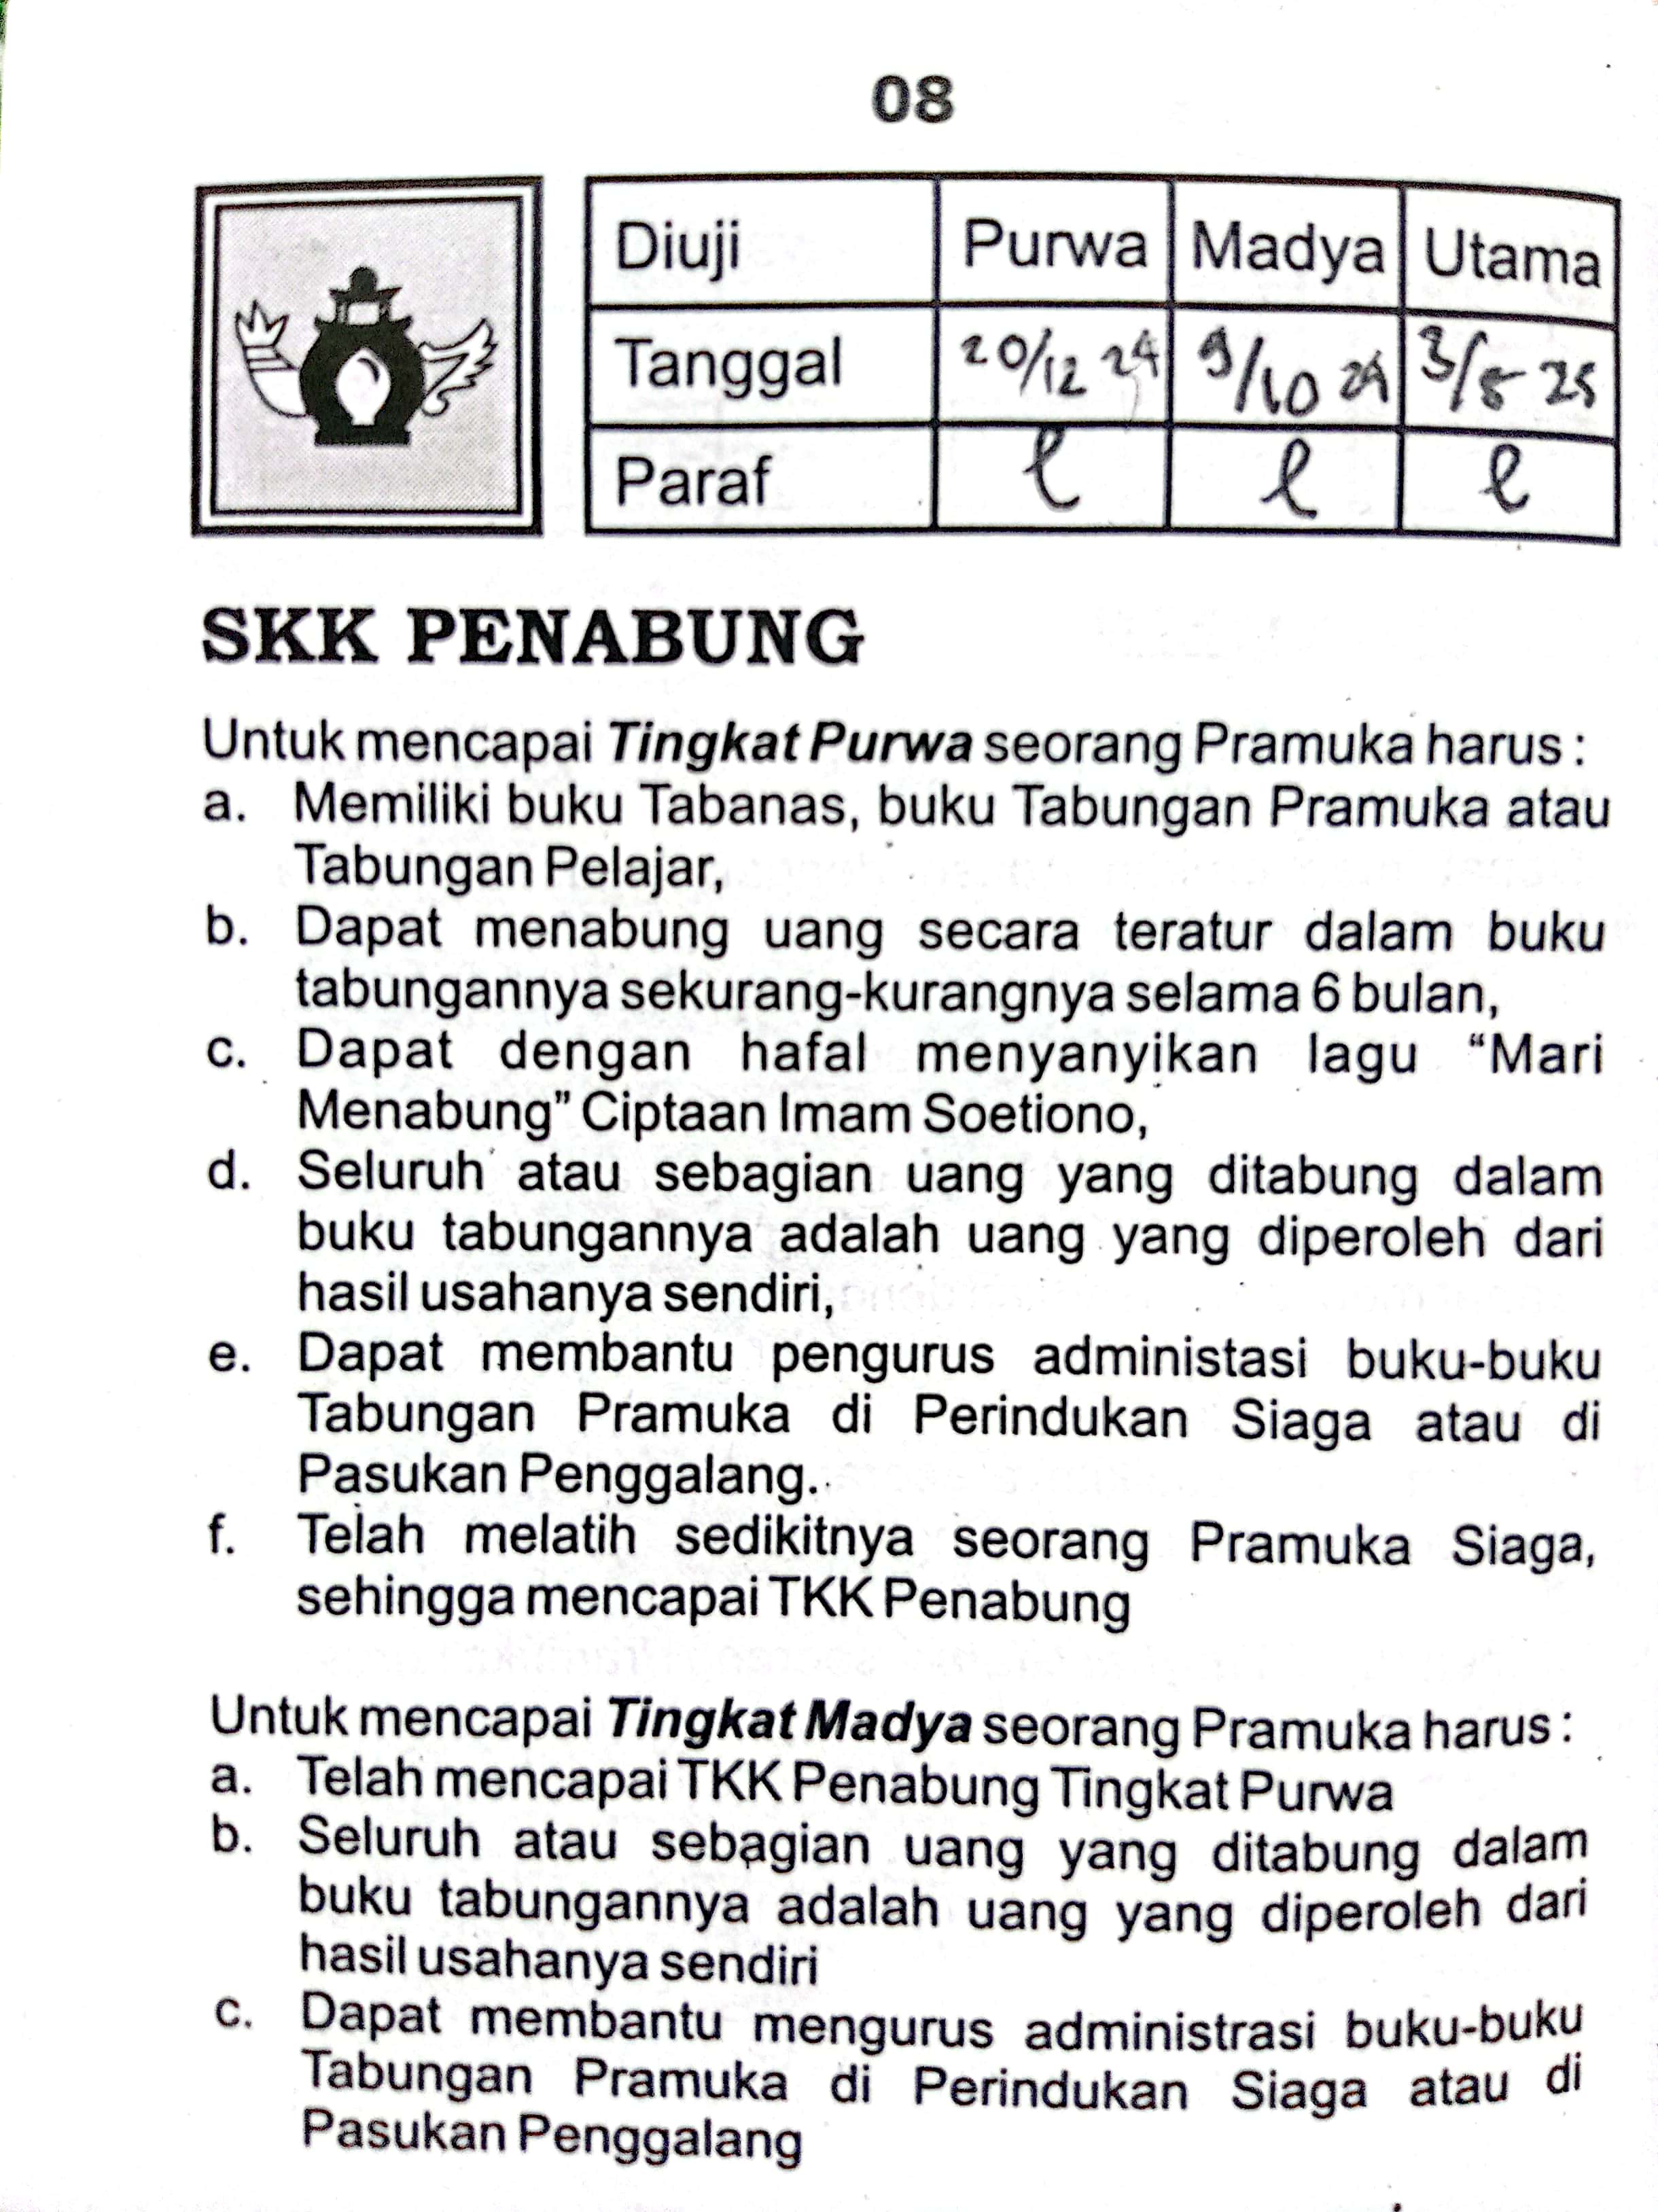 08
Diuji Purwa Madya Utama
Tanggal 20/12 24 9/10 24 3/5 25
Paraf
SKK PENABUNG
Untuk mencapai Tingkat Purwa seorang Pramuka harus :
a. Memiliki buku Tabanas, buku Tabungan Pramuka atau
Tabungan Pelajar,
b. Dapat menabung uang secara teratur dalam buku
tabungannya sekurang-kurangnya selama 6 bulan,
c. Dapat dengan hafal menyanyikan lagu “Mari
Menabung” Ciptaan Imam Soetiono,
d. Seluruh atau sebagian uang yang ditabung dalam
buku tabungannya adalah uang yang diperoleh dari
hasil usahanya sendiri,
e. Dapat membantu pengurus administasi buku-buku
Tabungan Pramuka di Perindukan Siaga atau di
Pasukan Penggalang.
f. Telah melatih sedikitnya seorang Pramuka Siaga,
sehingga mencapai TKK Penabung
Untuk mencapai Tingkat Madya seorang Pramuka harus :
a. Telah mencapai TKK Penabung Tingkat Purwa
b. Seluruh atau sebagian uang yang ditabung dalam
buku tabungannya adalah uang yang diperoleh dari
hasil usahanya sendiri
c. Dapat membantu mengurus administrasi buku-buku
Tabungan Pramuka di Perindukan Siaga atau di
Pasukan Penggalang